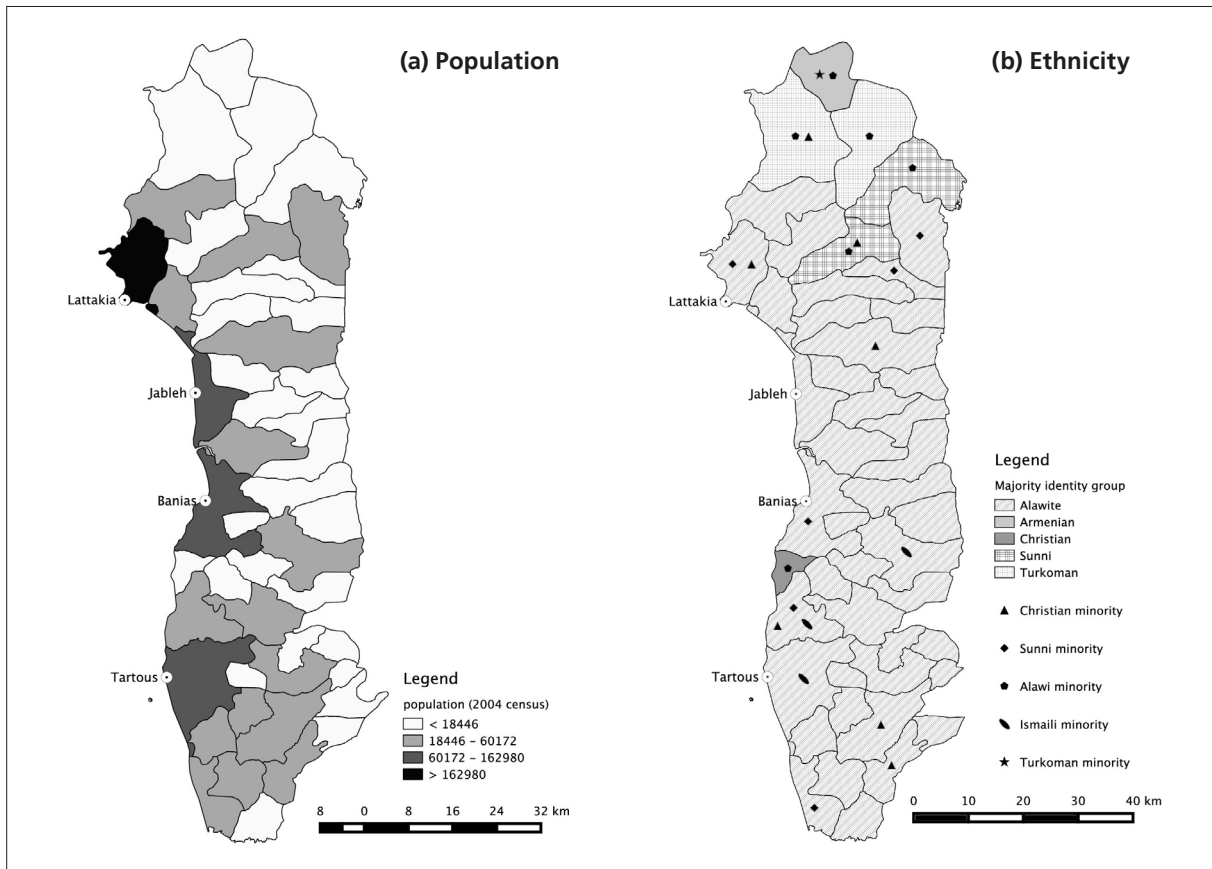 (a) Population
Lattakia
Jableh
Banias
Tartous
Legend
population (2004 census)
< 18446
18446 – 60172
60172 – 162980
> 162980
8 0 8 16 24 32 km
(b) Ethnicity
Lattakia
Jableh
Banias
Tartous
Legend
Majority identity group
Alawite
Armenian
Christian
Sunni
Turkoman
Christian minority
Sunni minority
Alawi minority
Ismaili minority
Turkoman minority
0 10 20 30 40 km